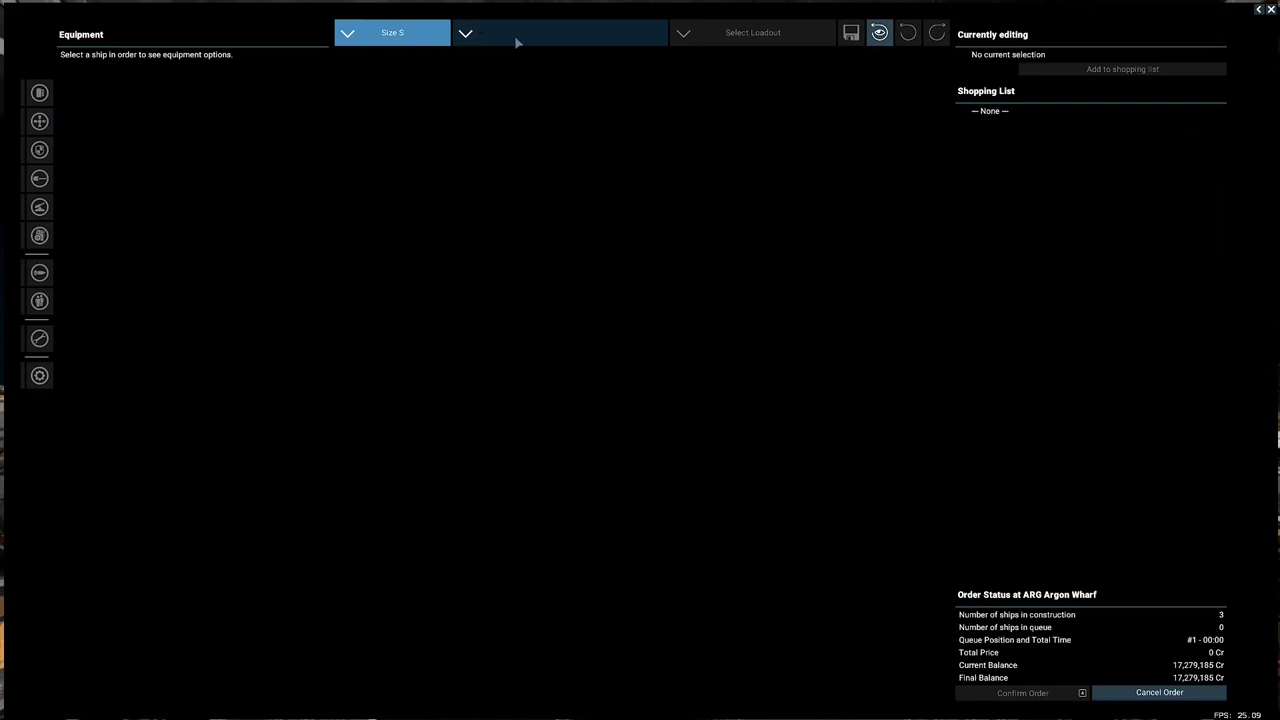 Equipment
Select a ship in order to see equipment options.
Size S
Select Loadout
Currently editing
No current selection
Add to shopping list
Shopping List
— None —
Order Status at ARG Argon Wharf
Number of ships in construction 3
Number of ships in queue 0
Queue Position and Total Time #1 - 00:00
Total Price 0 Cr
Current Balance 17,279,185 Cr
Final Balance 17,279,185 Cr
Confirm Order
Cancel Order
FPS: 25.09